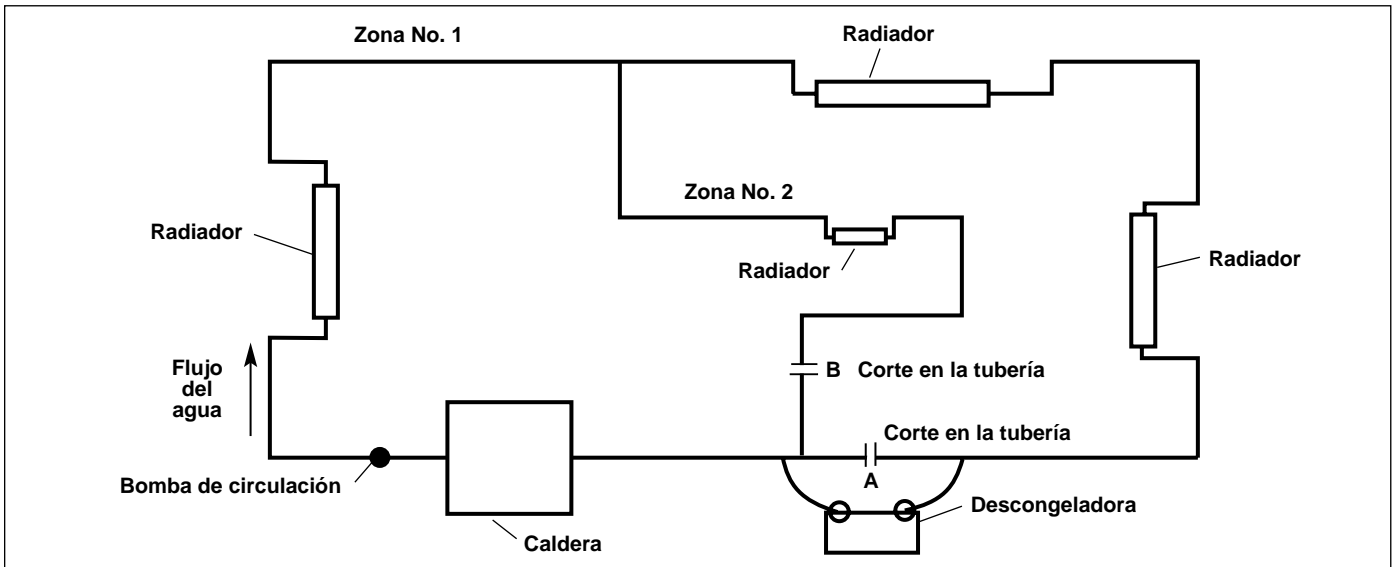 Zona No. 1
Radiador
Zona No. 2
Radiador
Radiador
Radiador
Flujo
del
agua
B Corte en la tubería
Corte en la tubería
A
Bomba de circulación
Descongeladora
Caldera